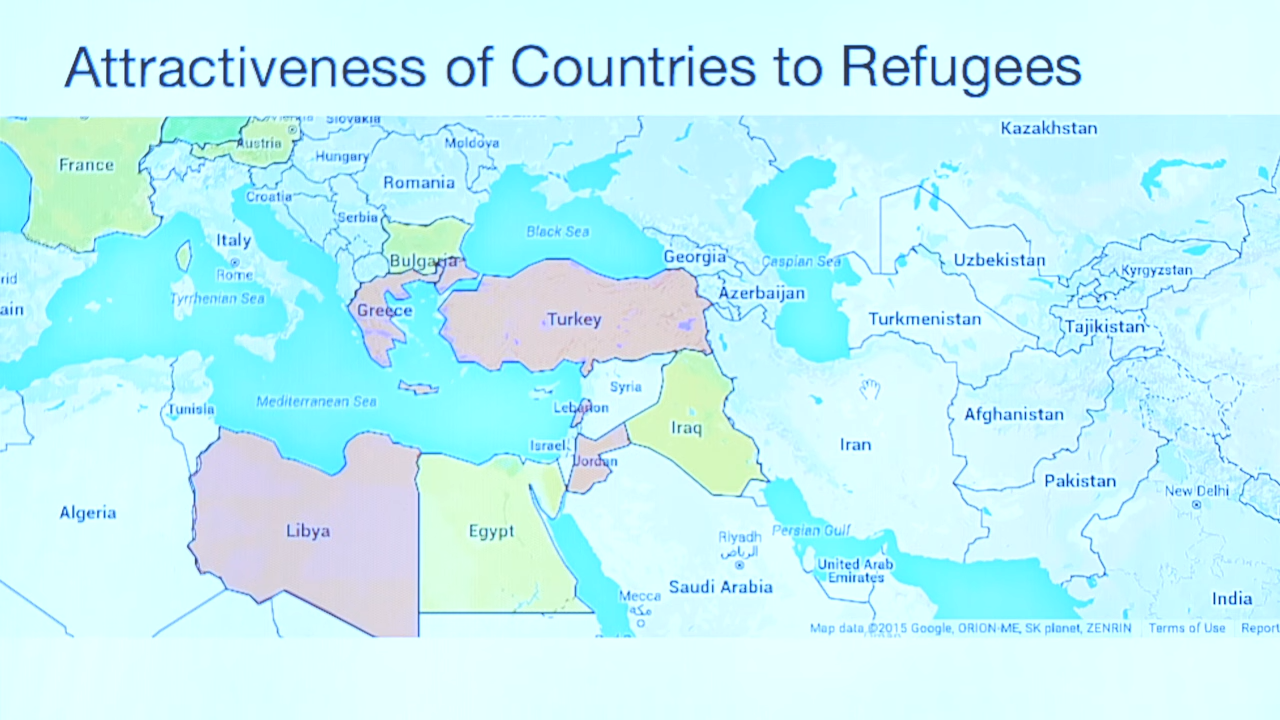 Attractiveness of Countries to Refugees
Slovakia
Kazakhstan
Austria
Moldova
France
Hungary
Romania
Croatia
Serbia
Italy
Black Sea
Bulgaria
Georgia
Caspian Sea
Uzbekistan
Rome
Kyrgyzstan
Tyrrhenian Sea
Azerbaijan
ain
Greece
Turkey
Turkmenistan
Tajikistan
Syria
Mediterranean Sea
Tunisia
Lebanon
Afghanistan
Iraq
Israel
Iran
Jordan
Pakistan
New Delhi
Algeria
Libya
Egypt
Persian Gulf
Riyadh
الرياض
United Arab
Emirates
Saudi Arabia
Mecca
مكة
India
Map data ©2015 Google, ORION-ME, SK planet, ZENRIN
Terms of Use
Report